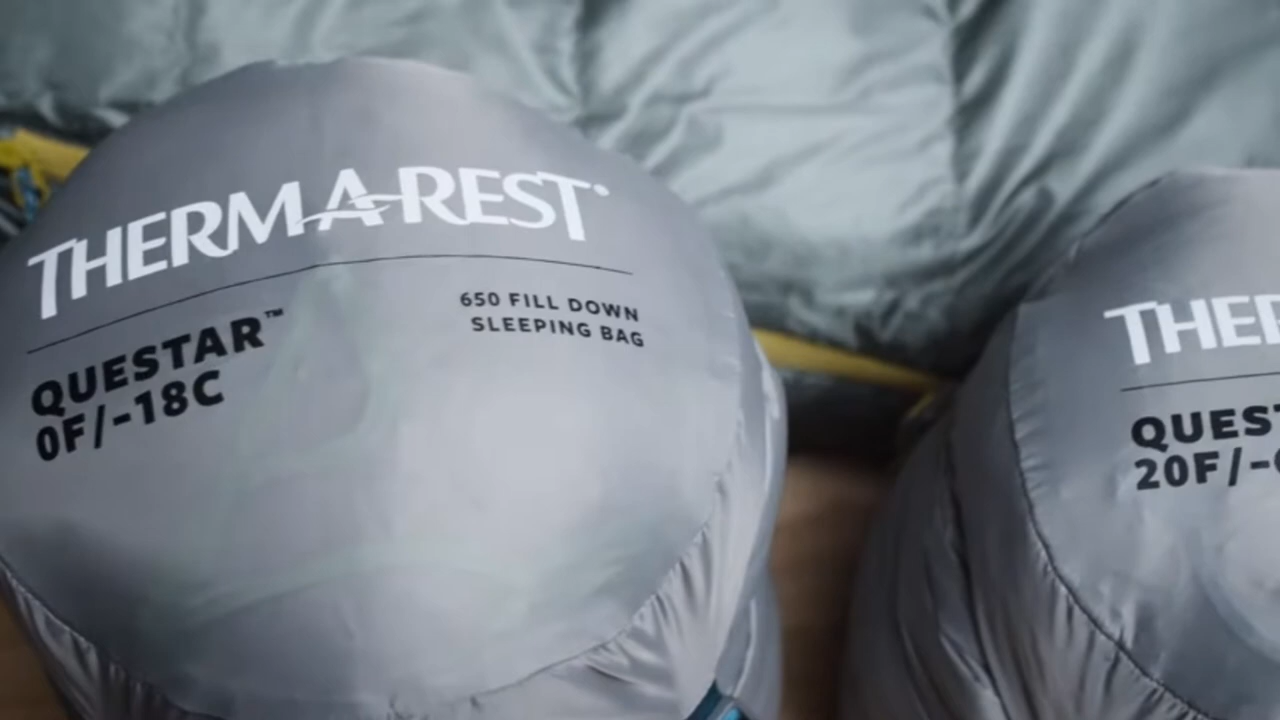 THERMAREST
QUESTAR™
0F/-18C
650 FILL DOWN
SLEEPING BAG
THER
QUEST
20F/-